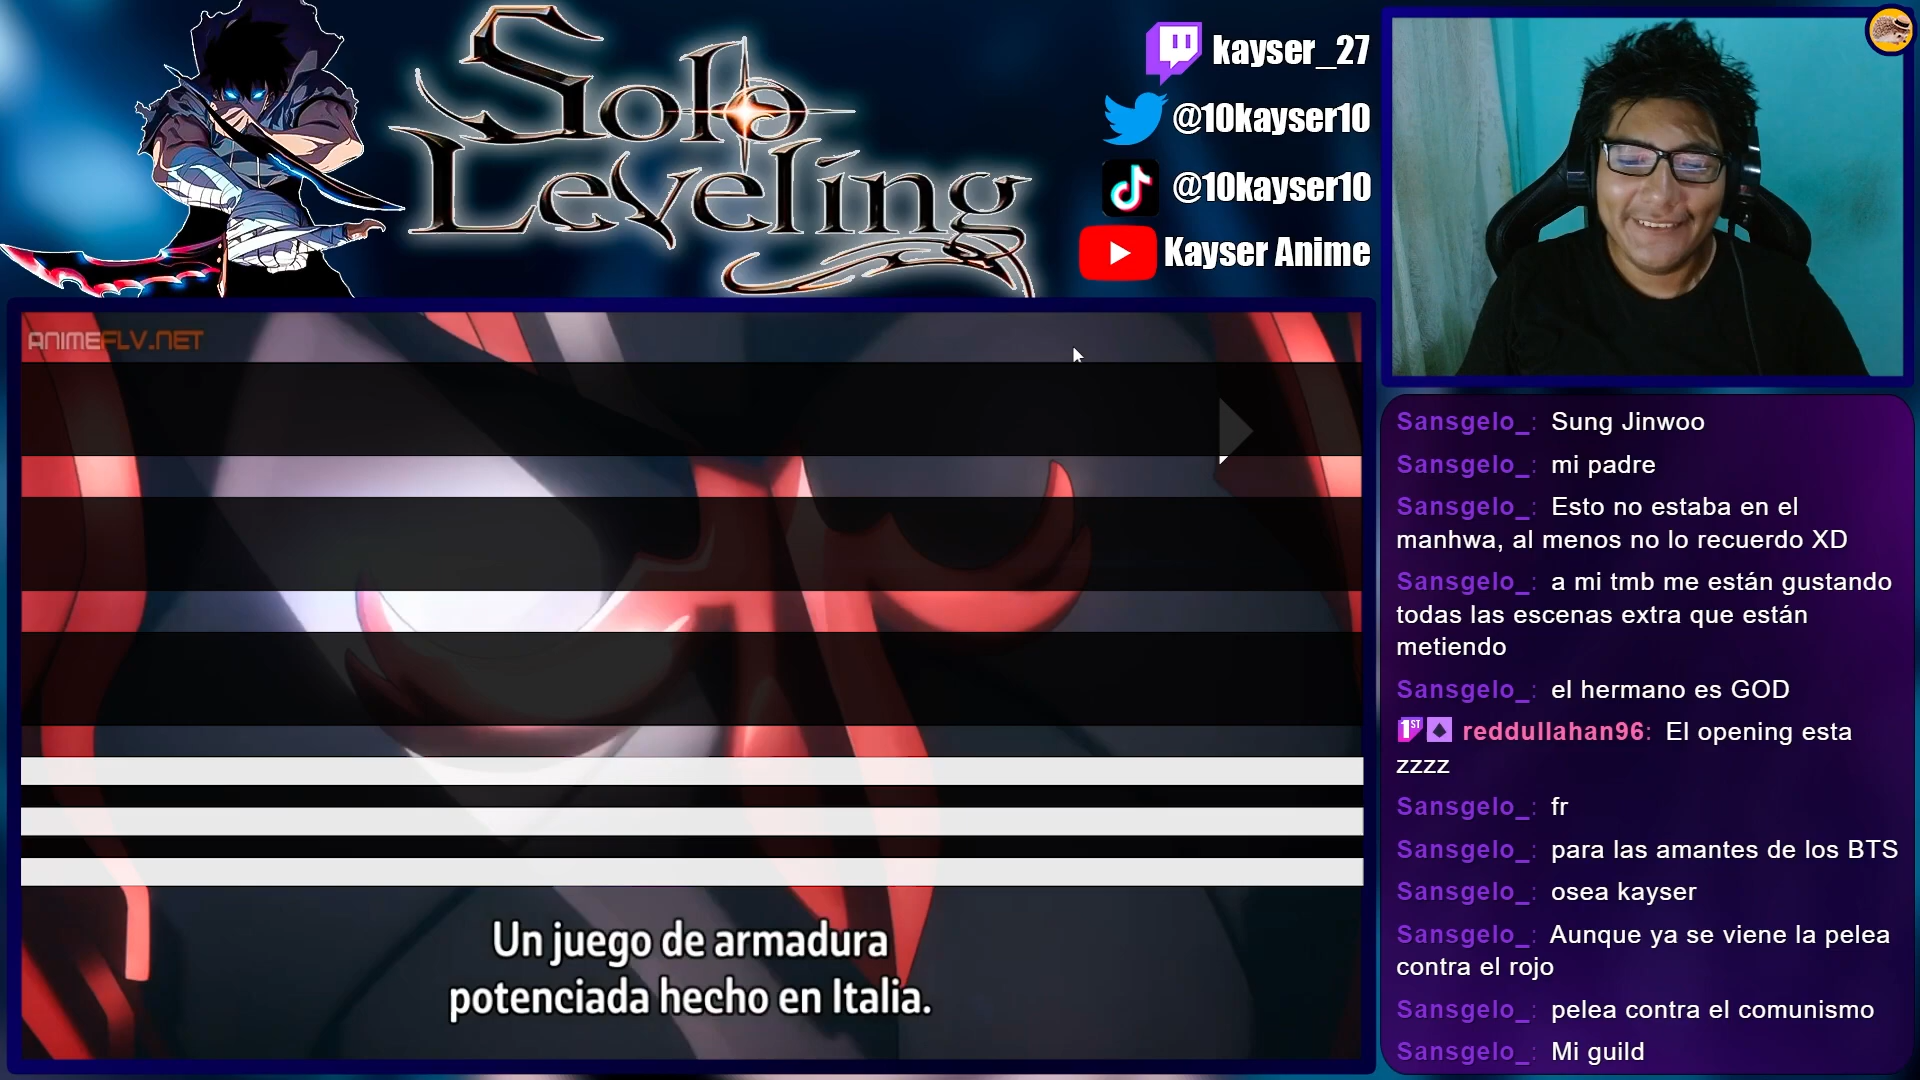 Solo
Leveling
kayser_27
@10kayser10
@10kayser10
Kayser Anime
ANIMEFLV.NET
Un juego de armadura
potenciada hecho en Italia.
Sansgelo_: Sung Jinwoo
Sansgelo_: mi padre
Sansgelo_: Esto no estaba en el
manhwa, al menos no lo recuerdo XD
Sansgelo_: a mi tmb me están gustando
todas las escenas extra que están
metiendo
Sansgelo_: el hermano es GOD
1ST reddullahan96: El opening esta
zzzz
Sansgelo_: fr
Sansgelo_: para las amantes de los BTS
Sansgelo_: osea kayser
Sansgelo_: Aunque ya se viene la pelea
contra el rojo
Sansgelo_: pelea contra el comunismo
Sansgelo_: Mi guild